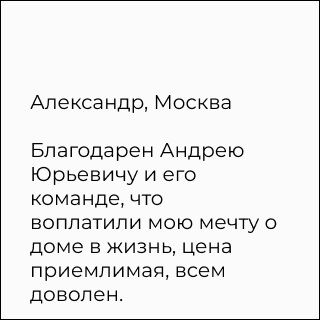 Александр, Москва
Благодарен Андрею
Юрьевичу и его
команде, что
воплатили мою мечту о
доме в жизнь, цена
приемлимая, всем
доволен.